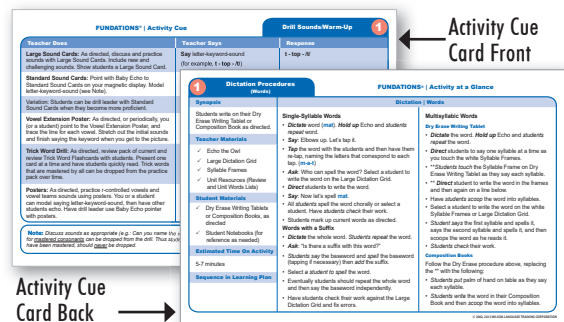 FUNDATIONS® | Activity Cue
Drill Sounds/Warm-Up
1
Teacher Does
Teacher Says
Response
Large Sound Cards: As directed, discuss and practice
sounds with Large Sound Cards. Include new and
challenging sounds. Show students a Large Sound Card.
Say letter-keyword-sound
(for example, t - top - /t/)
t - top - /t/
Standard Sound Cards: Point with Baby Echo to
Standard Sound Cards on your magnetic display. Model
letter-keyword-sound (see Note).
Variation: Students can be drill leader with Standard
Sound Cards when they become more proficient.
Vowel Extension Poster: As directed, or periodically, you
(or a student) point to the Vowel Extension Poster, and
trace the line for each vowel. Stretch out the initial sounds
and finish saying the keyword when you get to the picture.
Trick Word Drill: As directed, review pack of current and
review Trick Word Flashcards with students. Present one
card at a time and have students quickly read. Trick words
that are mastered by all can be dropped from the practice
pack over time.
Posters: As directed, practice r-controlled vowels and
vowel teams sounds using posters. You or a student
can model saying letter-keyword-sound, then have other
students echo. Have drill leader use Baby Echo pointer
with posters.
Note: Discuss sounds as appropriate (e.g.: Can you name the
for mastered components can be dropped from the drill. Thus
have been mastered, should never be dropped.
Activity Cue
Card Front
1
Dictation Procedures
(Words)
FUNDATIONS® | Activity at a Glance
Synopsis
Students write on their Dry
Erase Writing Tablet or
Composition Book as directed.
Teacher Materials
✓ Echo the Owl
✓ Large Dictation Grid
✓ Syllable Frames
✓ Unit Resources (Review
and Unit Words Lists)
Student Materials
✓ Dry Erase Writing Tablets
or Composition Books, as
directed
✓ Student Notebooks (for
reference as needed)
Estimated Time On Activity
5-7 minutes
Sequence in Learning Plan
Dictation | Words
Single-Syllable Words
• Dictate word (mat). Hold up Echo and students
repeat word.
• Say: Elbows up. Let's tap it.
• Tap the word with the students and then have them
re-tap, naming the letters that correspond to each
tap. (m-a-t)
• Ask: Who can spell the word? Select a student to
write the word on the Large Dictation Grid.
• Direct students to write the word.
• Say: Now let's spell mat.
• All students spell the word chorally or select a
student. Have students check their work.
• Students mark up current words as directed.
Words with a Suffix
• Dictate the whole word. Students repeat the word.
• Ask: "Is there a suffix with this word?"
• Students say the baseword and spell the baseword
(tapping if necessary) then add the suffix.
• Select a student to spell the word.
• Eventually students should repeat the whole word
and then say the baseword independently.
• Have students check their work against the Large
Dictation Grid and fix errors.
Multisyllabic Words
Dry Erase Writing Tablet
• Dictate the word. Hold up Echo and students
repeat the word.
• Direct students to say one syllable at a time as
you touch the white Syllable Frames.
• **Students touch the Syllable Frame on Dry
Erase Writing Tablet as they say each syllable.
• ** Direct student to write the word in the frames
and then again on a line below.
• Have students scoop the word into syllables.
• Select a student to write the word on the white
Syllable Frames or Large Dictation Grid.
• Student says the first syllable and spells it,
says the second syllable and spells it, and then
scoops the word as he reads it.
• Students check work.
Composition Books
Follow the Dry Erase procedure above, replacing
the ** with the following:
• Students put palm of hand on table as they say
each syllable.
• Students write the word in their Composition
Book and then scoop the word into syllables.
Activity Cue
Card Back